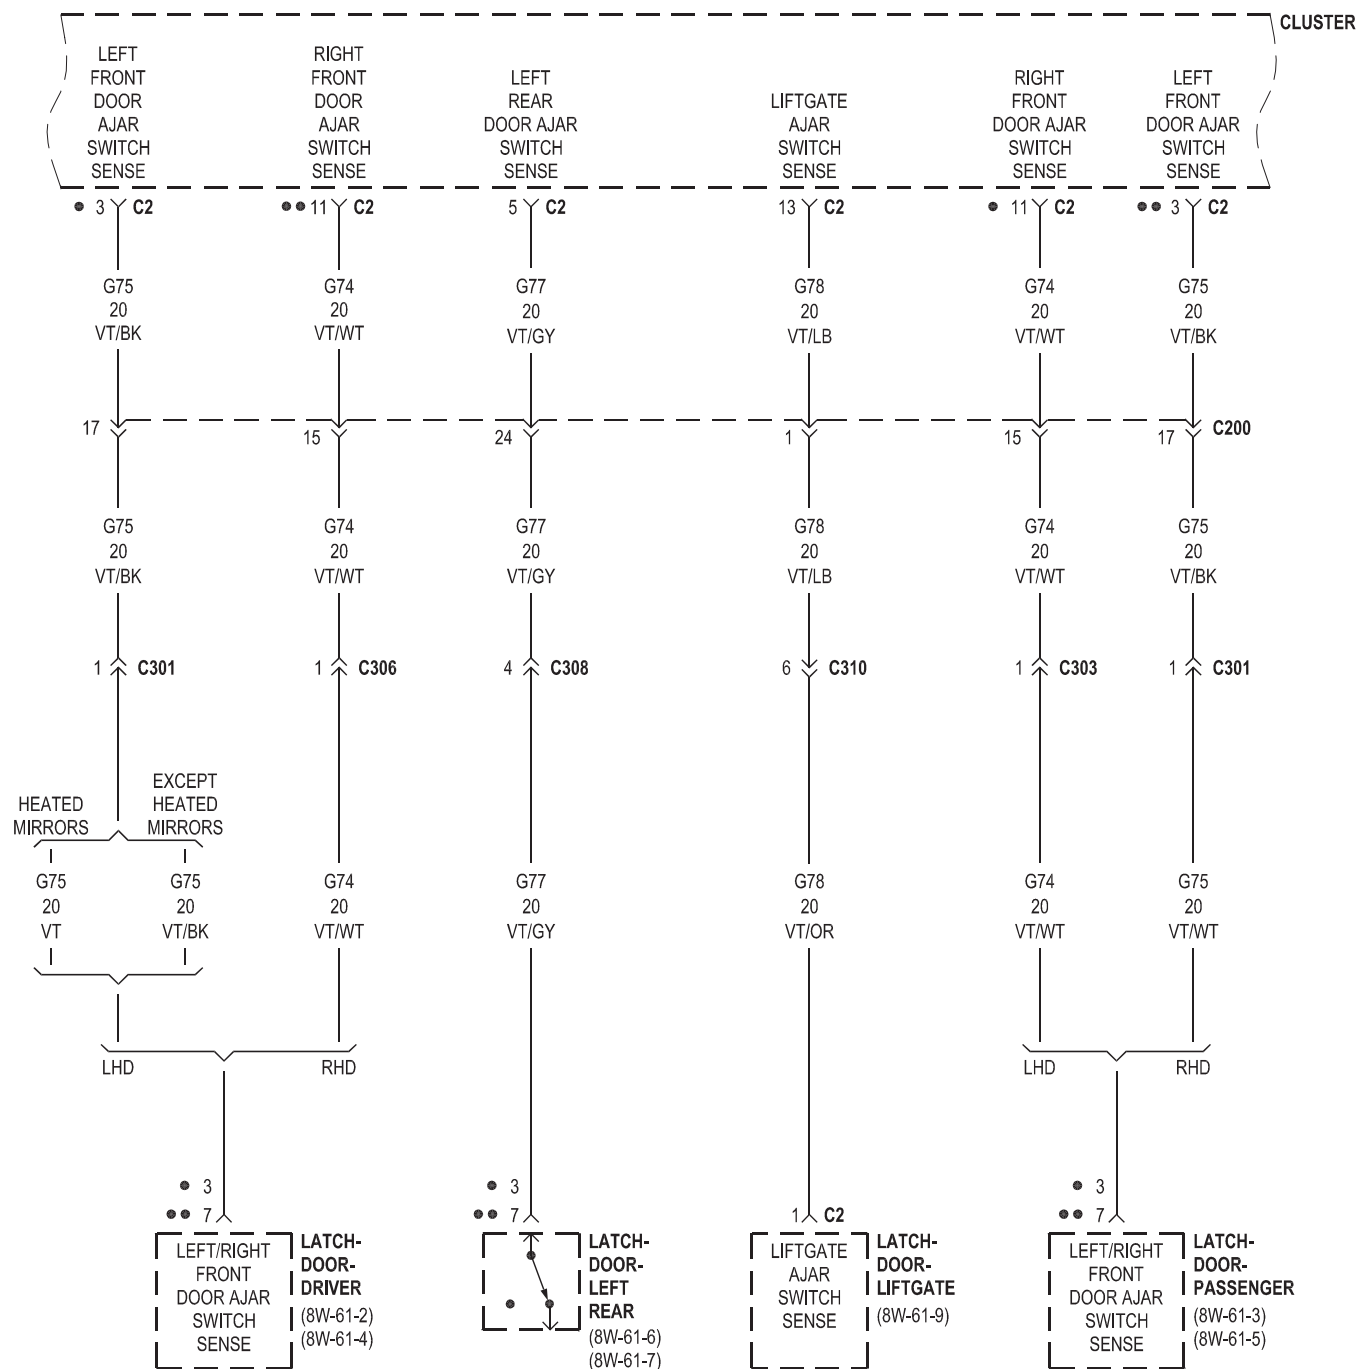 CLUSTER
LEFT
FRONT
DOOR
AJAR
SWITCH
SENSE
RIGHT
FRONT
DOOR
AJAR
SWITCH
SENSE
LEFT
REAR
DOOR AJAR
SWITCH
SENSE
LIFTGATE
AJAR
SWITCH
SENSE
RIGHT
FRONT
DOOR AJAR
SWITCH
SENSE
LEFT
FRONT
DOOR AJAR
SWITCH
SENSE
● 3 C2
●● 11 C2
5 C2
13 C2
● 11 C2
●● 3 C2
G75
20
VT/BK
G74
20
VT/WT
G77
20
VT/GY
G78
20
VT/LB
G74
20
VT/WT
G75
20
VT/BK
17
15
24
1
15
17
C200
G75
20
VT/BK
G74
20
VT/WT
G77
20
VT/GY
G78
20
VT/LB
G74
20
VT/WT
G75
20
VT/BK
1 C301
1 C306
4 C308
6 C310
1 C303
1 C301
HEATED
MIRRORS
EXCEPT
HEATED
MIRRORS
G75
20
VT
G75
20
VT/BK
G74
20
VT/WT
G77
20
VT/GY
G78
20
VT/OR
G74
20
VT/WT
G75
20
VT/WT
LHD
RHD
LHD
RHD
● 3
●● 7
● 3
●● 7
1 C2
● 3
●● 7
LEFT/RIGHT
FRONT
DOOR AJAR
SWITCH
SENSE
LATCH-
DOOR-
DRIVER
(8W-61-2)
(8W-61-4)
LATCH-
DOOR-
LEFT
REAR
(8W-61-6)
(8W-61-7)
LIFTGATE
AJAR
SWITCH
SENSE
LATCH-
DOOR-
LIFTGATE
(8W-61-9)
LEFT/RIGHT
FRONT
DOOR AJAR
SWITCH
SENSE
LATCH-
DOOR-
PASSENGER
(8W-61-3)
(8W-61-5)